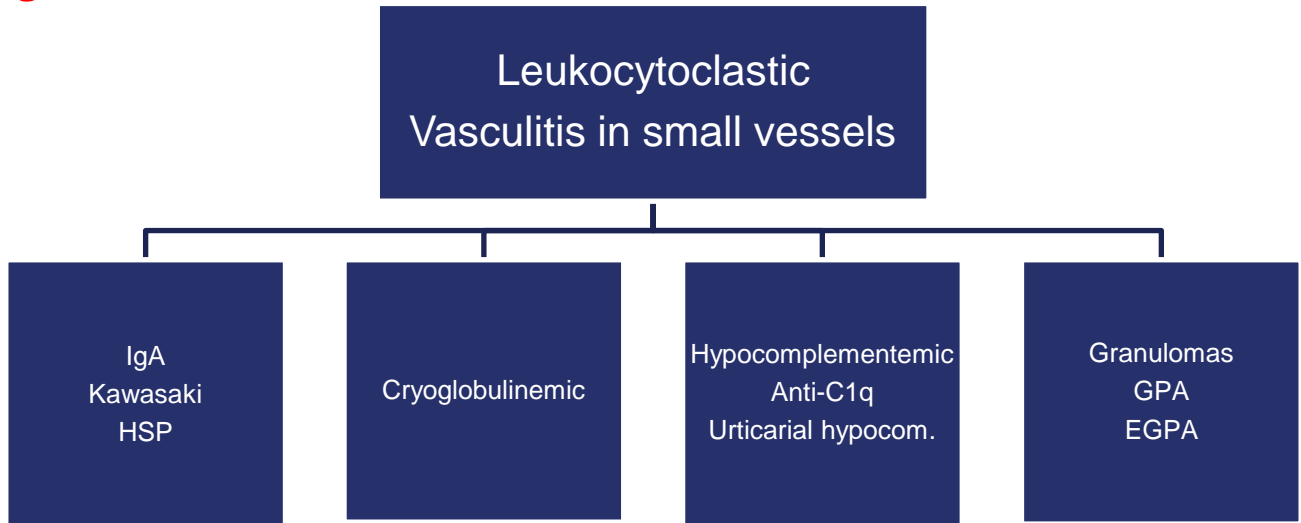 Leukocytoclastic
Vasculitis in small vessels
IgA
Kawasaki
HSP
Cryoglobulinemic
Hypocomplementemic
Anti-C1q
Urticarial hypocom.
Granulomas
GPA
EGPA